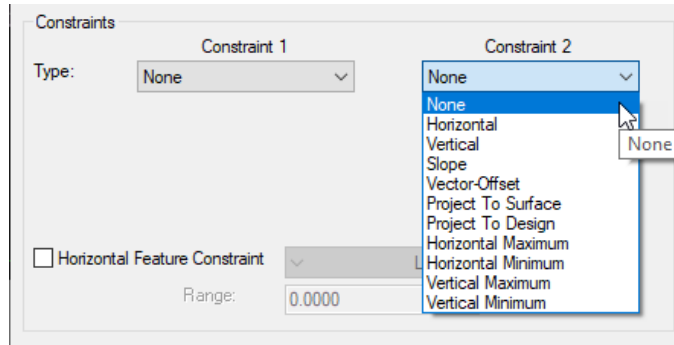 Constraints
Constraint 1
Constraint 2
Type:
None
None
None
Horizontal
Vertical
Slope
Vector-Offset
Project To Surface
Project To Design
Horizontal Maximum
Horizontal Minimum
Vertical Maximum
Vertical Minimum
None
Horizontal Feature Constraint
L
Range:
0.0000